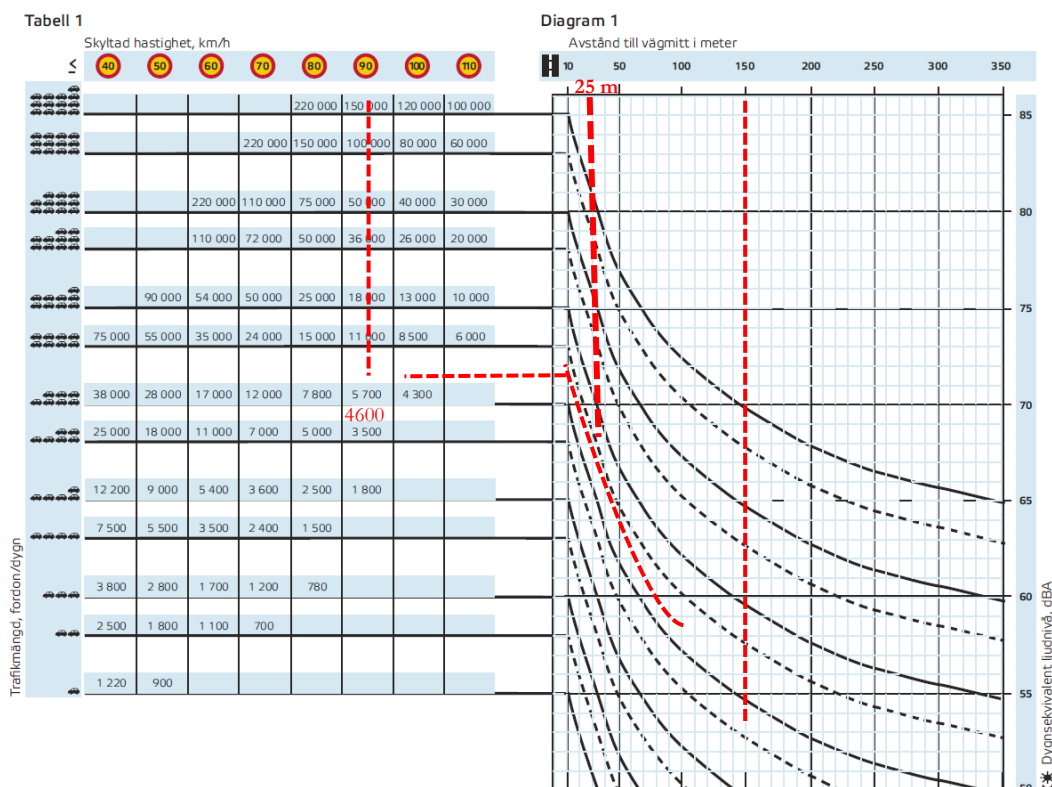 Tabell 1
Skyltad hastighet, km/h
≤ 40 50 60 70 80 90 100 110
220 000 150 000 120 000 100 000
220 000 150 000 100 000 80 000 60 000
220 000 110 000 75 000 50 000 40 000 30 000
110 000 72 000 50 000 36 000 26 000 20 000
90 000 54 000 50 000 25 000 18 000 13 000 10 000
75 000 55 000 35 000 24 000 15 000 11 000 8 500 6 000
38 000 28 000 17 000 12 000 7 800 5 700 4 300
4600
25 000 18 000 11 000 7 000 5 000 3 500
12 200 9 000 5 400 3 600 2 500 1 800
7 500 5 500 3 500 2 400 1 500
3 800 2 800 1 700 1 200 780
2 500 1 800 1 100 700
1 220 900
Trafikmängd, fordon/dygn
Diagram 1
Avstånd till vägmitt i meter
10 50 100 150 200 250 300 350
25 m
85
80
75
70
65
60
55
50
Dygnsekvivalent ljudnivå, dBA